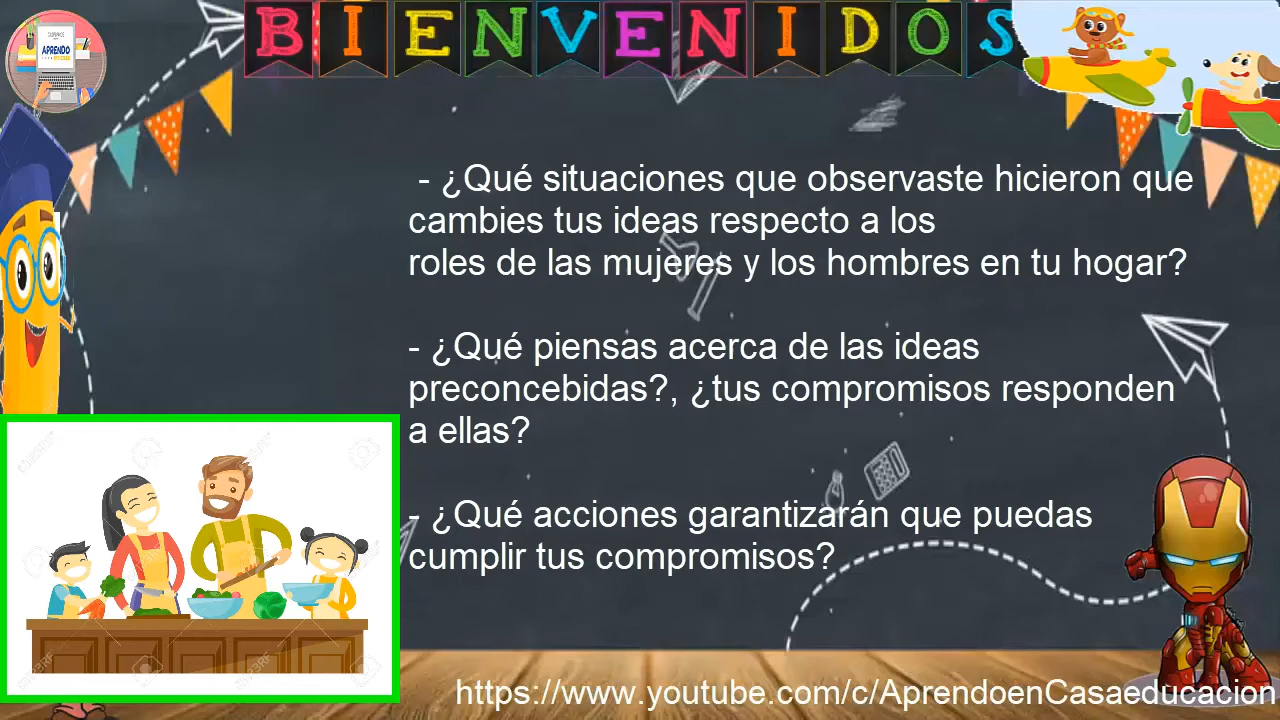 BIENVENIDOS
APRENDO
- ¿Qué situaciones que observaste hicieron que
cambies tus ideas respecto a los
roles de las mujeres y los hombres en tu hogar?
- ¿Qué piensas acerca de las ideas
preconcebidas?, ¿tus compromisos responden
a ellas?
- ¿Qué acciones garantizarán que puedas
cumplir tus compromisos?
https://www.youtube.com/c/AprendoenCasaeducacion